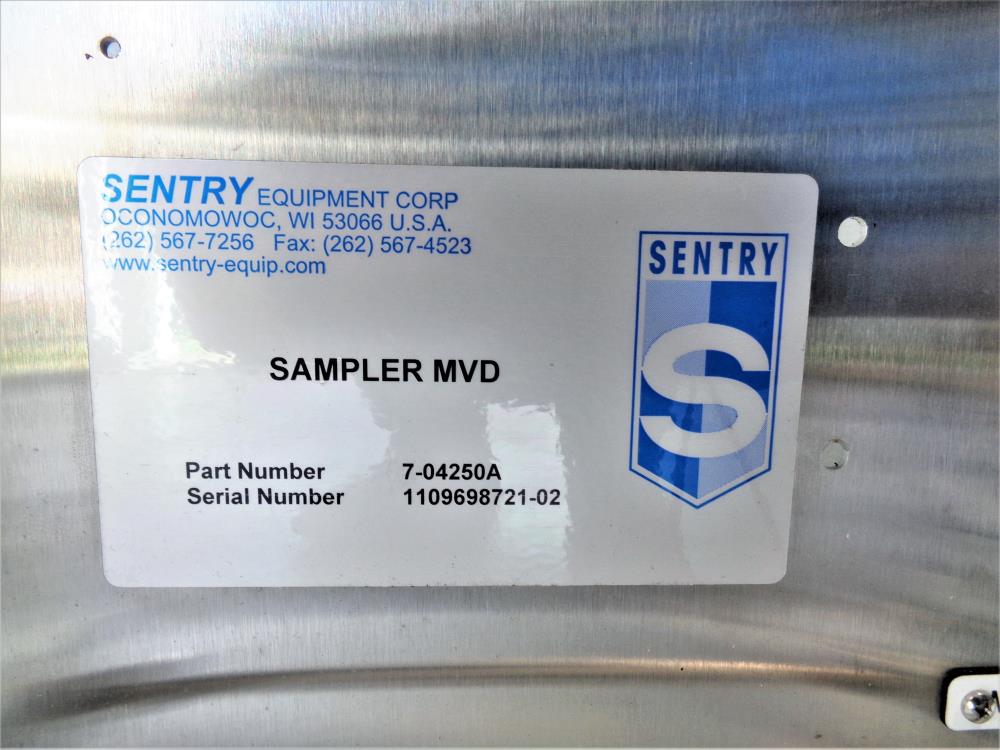 SENTRY EQUIPMENT CORP
OCONOMOWOC, WI 53066 U.S.A.
(262) 567-7256 Fax: (262) 567-4523
www.sentry-equip.com
SENTRY
S
SAMPLER MVD
Part Number 7-04250A
Serial Number 1109698721-02